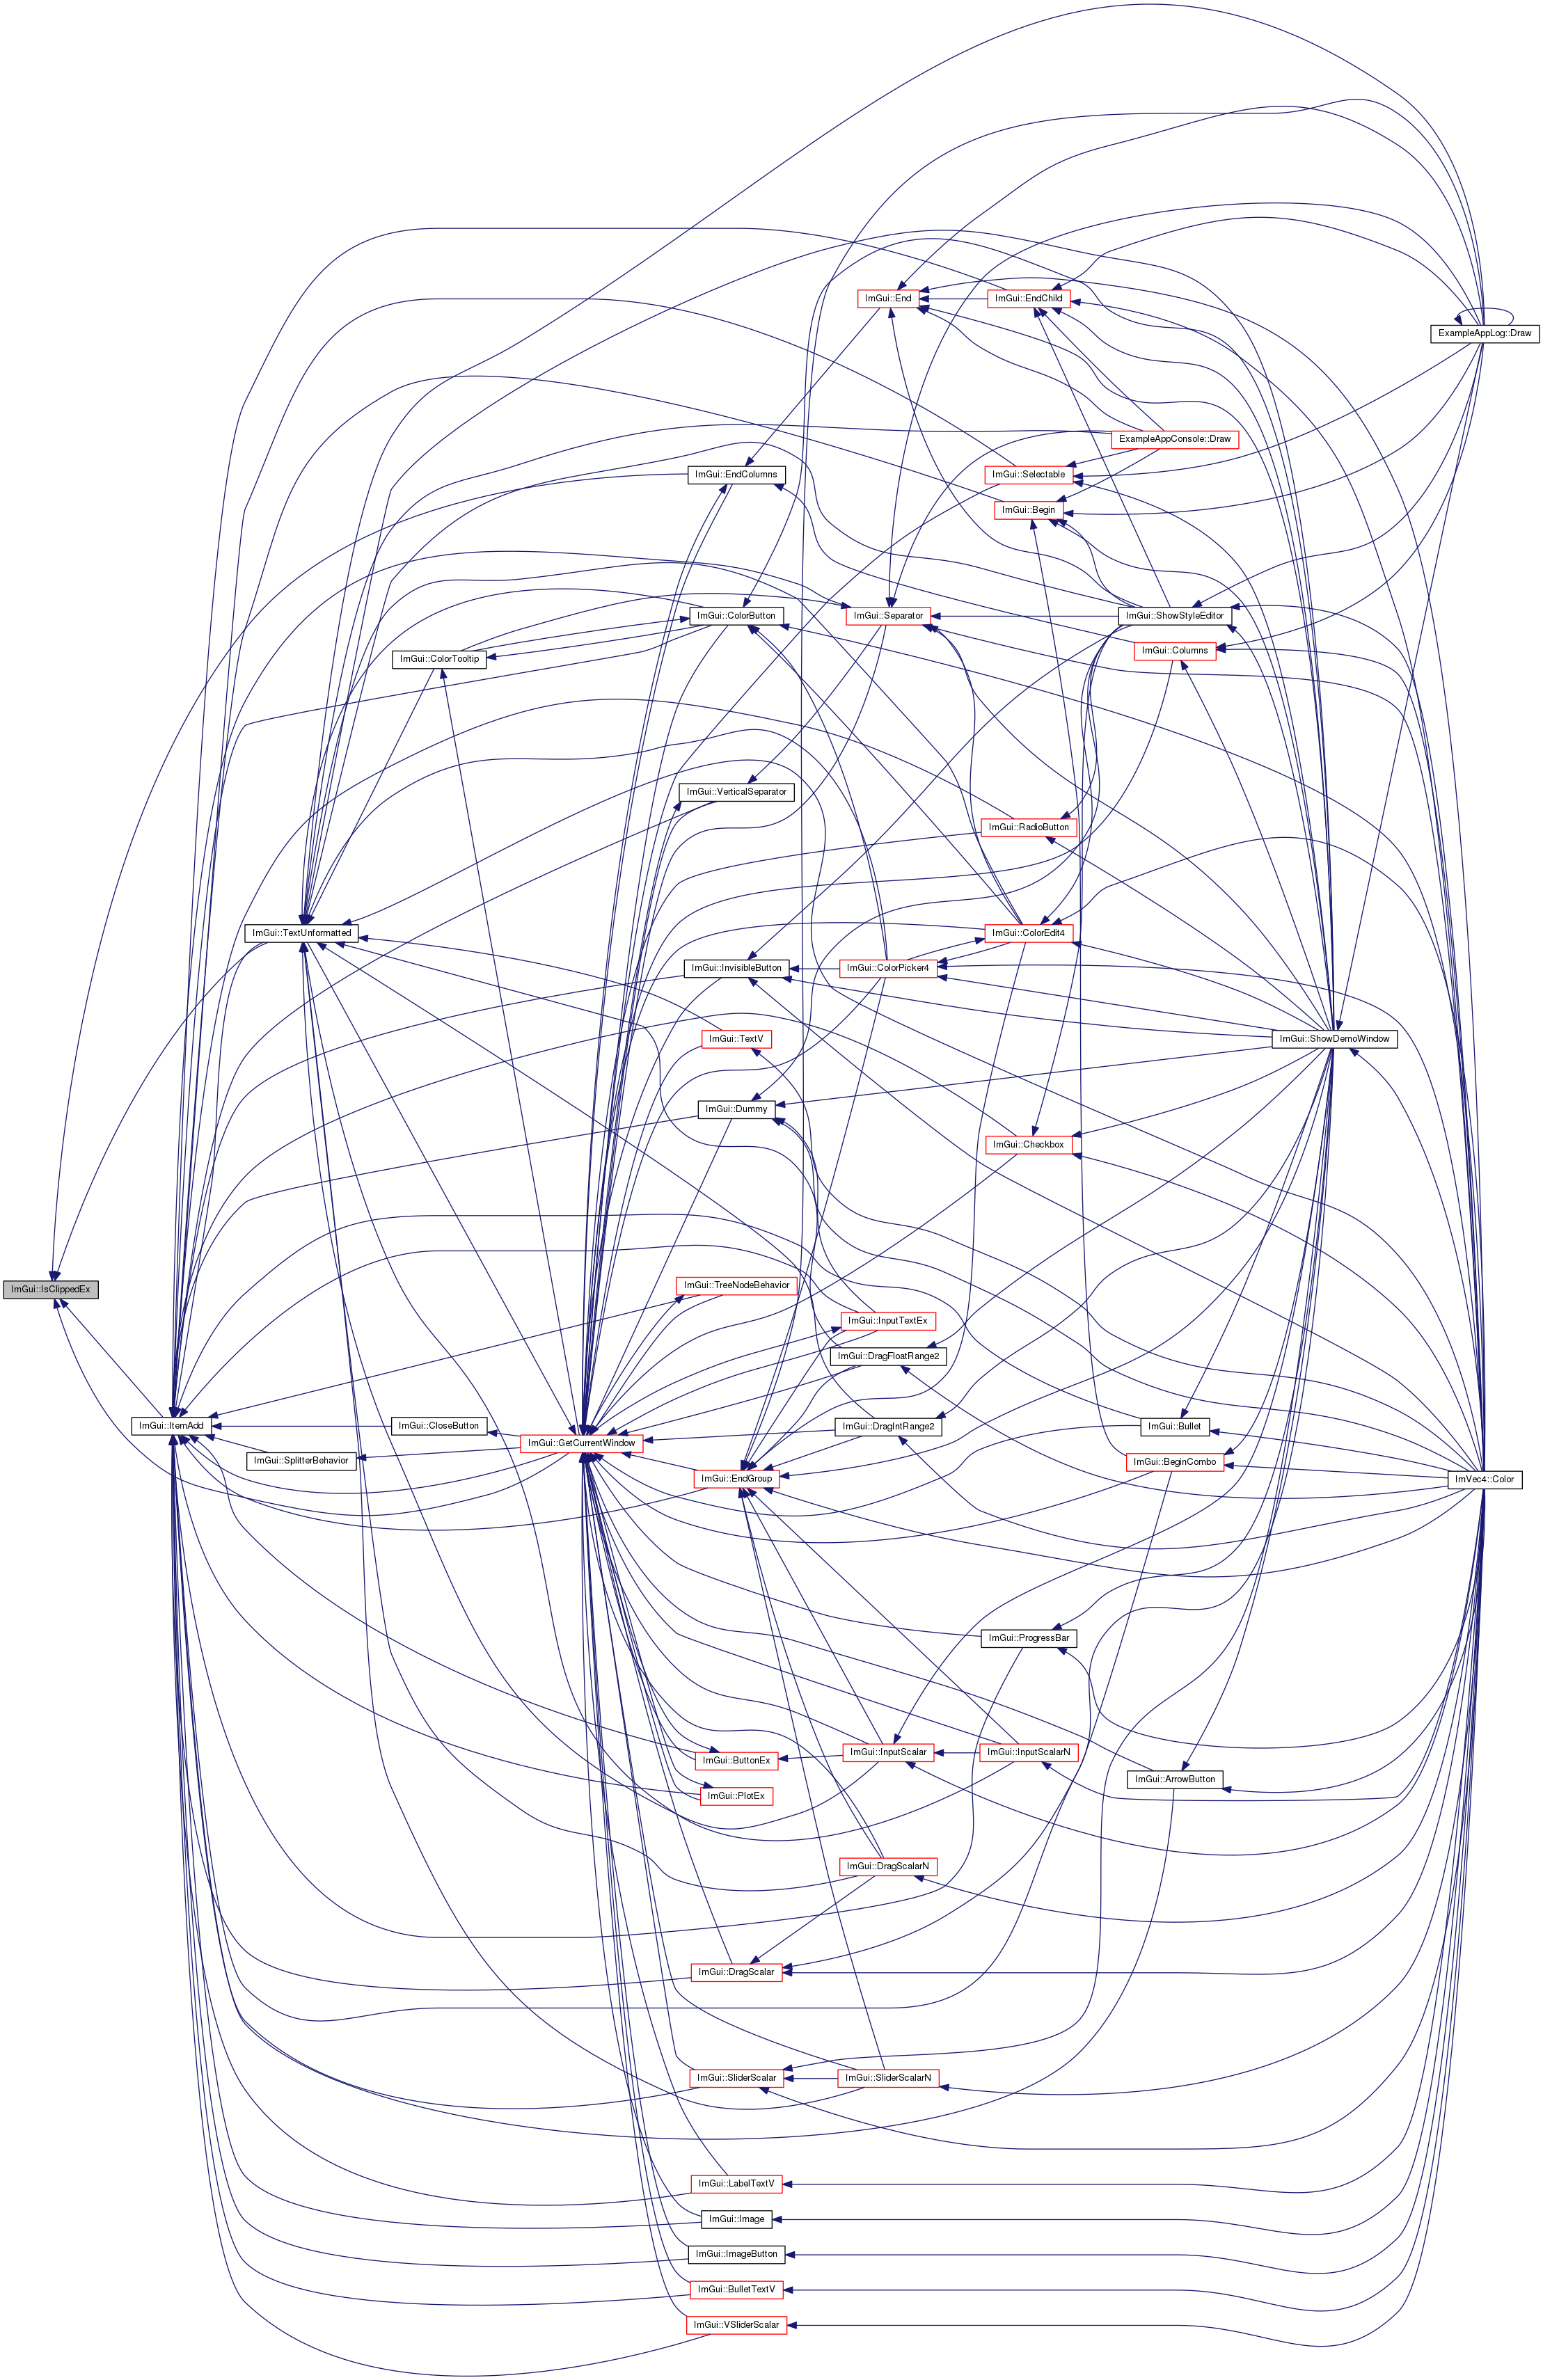 ImGui::End
ImGui::EndChild
ExampleAppLog::Draw
ExampleAppConsole::Draw
ImGui::EndColumns
ImGui::Selectable
ImGui::Begin
ImGui::ColorButton
ImGui::Separator
ImGui::ShowStyleEditor
ImGui::ColorTooltip
ImGui::Columns
ImGui::VerticalSeparator
ImGui::RadioButton
ImGui::TextUnformatted
ImGui::ColorEdit4
ImGui::InvisibleButton
ImGui::ColorPicker4
ImGui::TextV
ImGui::ShowDemoWindow
ImGui::Dummy
ImGui::Checkbox
ImGui::IsClippedEx
ImGui::TreeNodeBehavior
ImGui::InputTextEx
ImGui::DragFloatRange2
ImGui::ItemAdd
ImGui::CloseButton
ImGui::DragIntRange2
ImGui::Bullet
ImGui::GetCurrentWindow
ImGui::SplitterBehavior
ImGui::BeginCombo
ImGui::EndGroup
ImVec4::Color
ImGui::ProgressBar
ImGui::ButtonEx
ImGui::InputScalar
ImGui::InputScalarN
ImGui::ArrowButton
ImGui::PlotEx
ImGui::DragScalarN
ImGui::DragScalar
ImGui::SliderScalar
ImGui::SliderScalarN
ImGui::LabelTextV
ImGui::Image
ImGui::ImageButton
ImGui::BulletTextV
ImGui::VSliderScalar